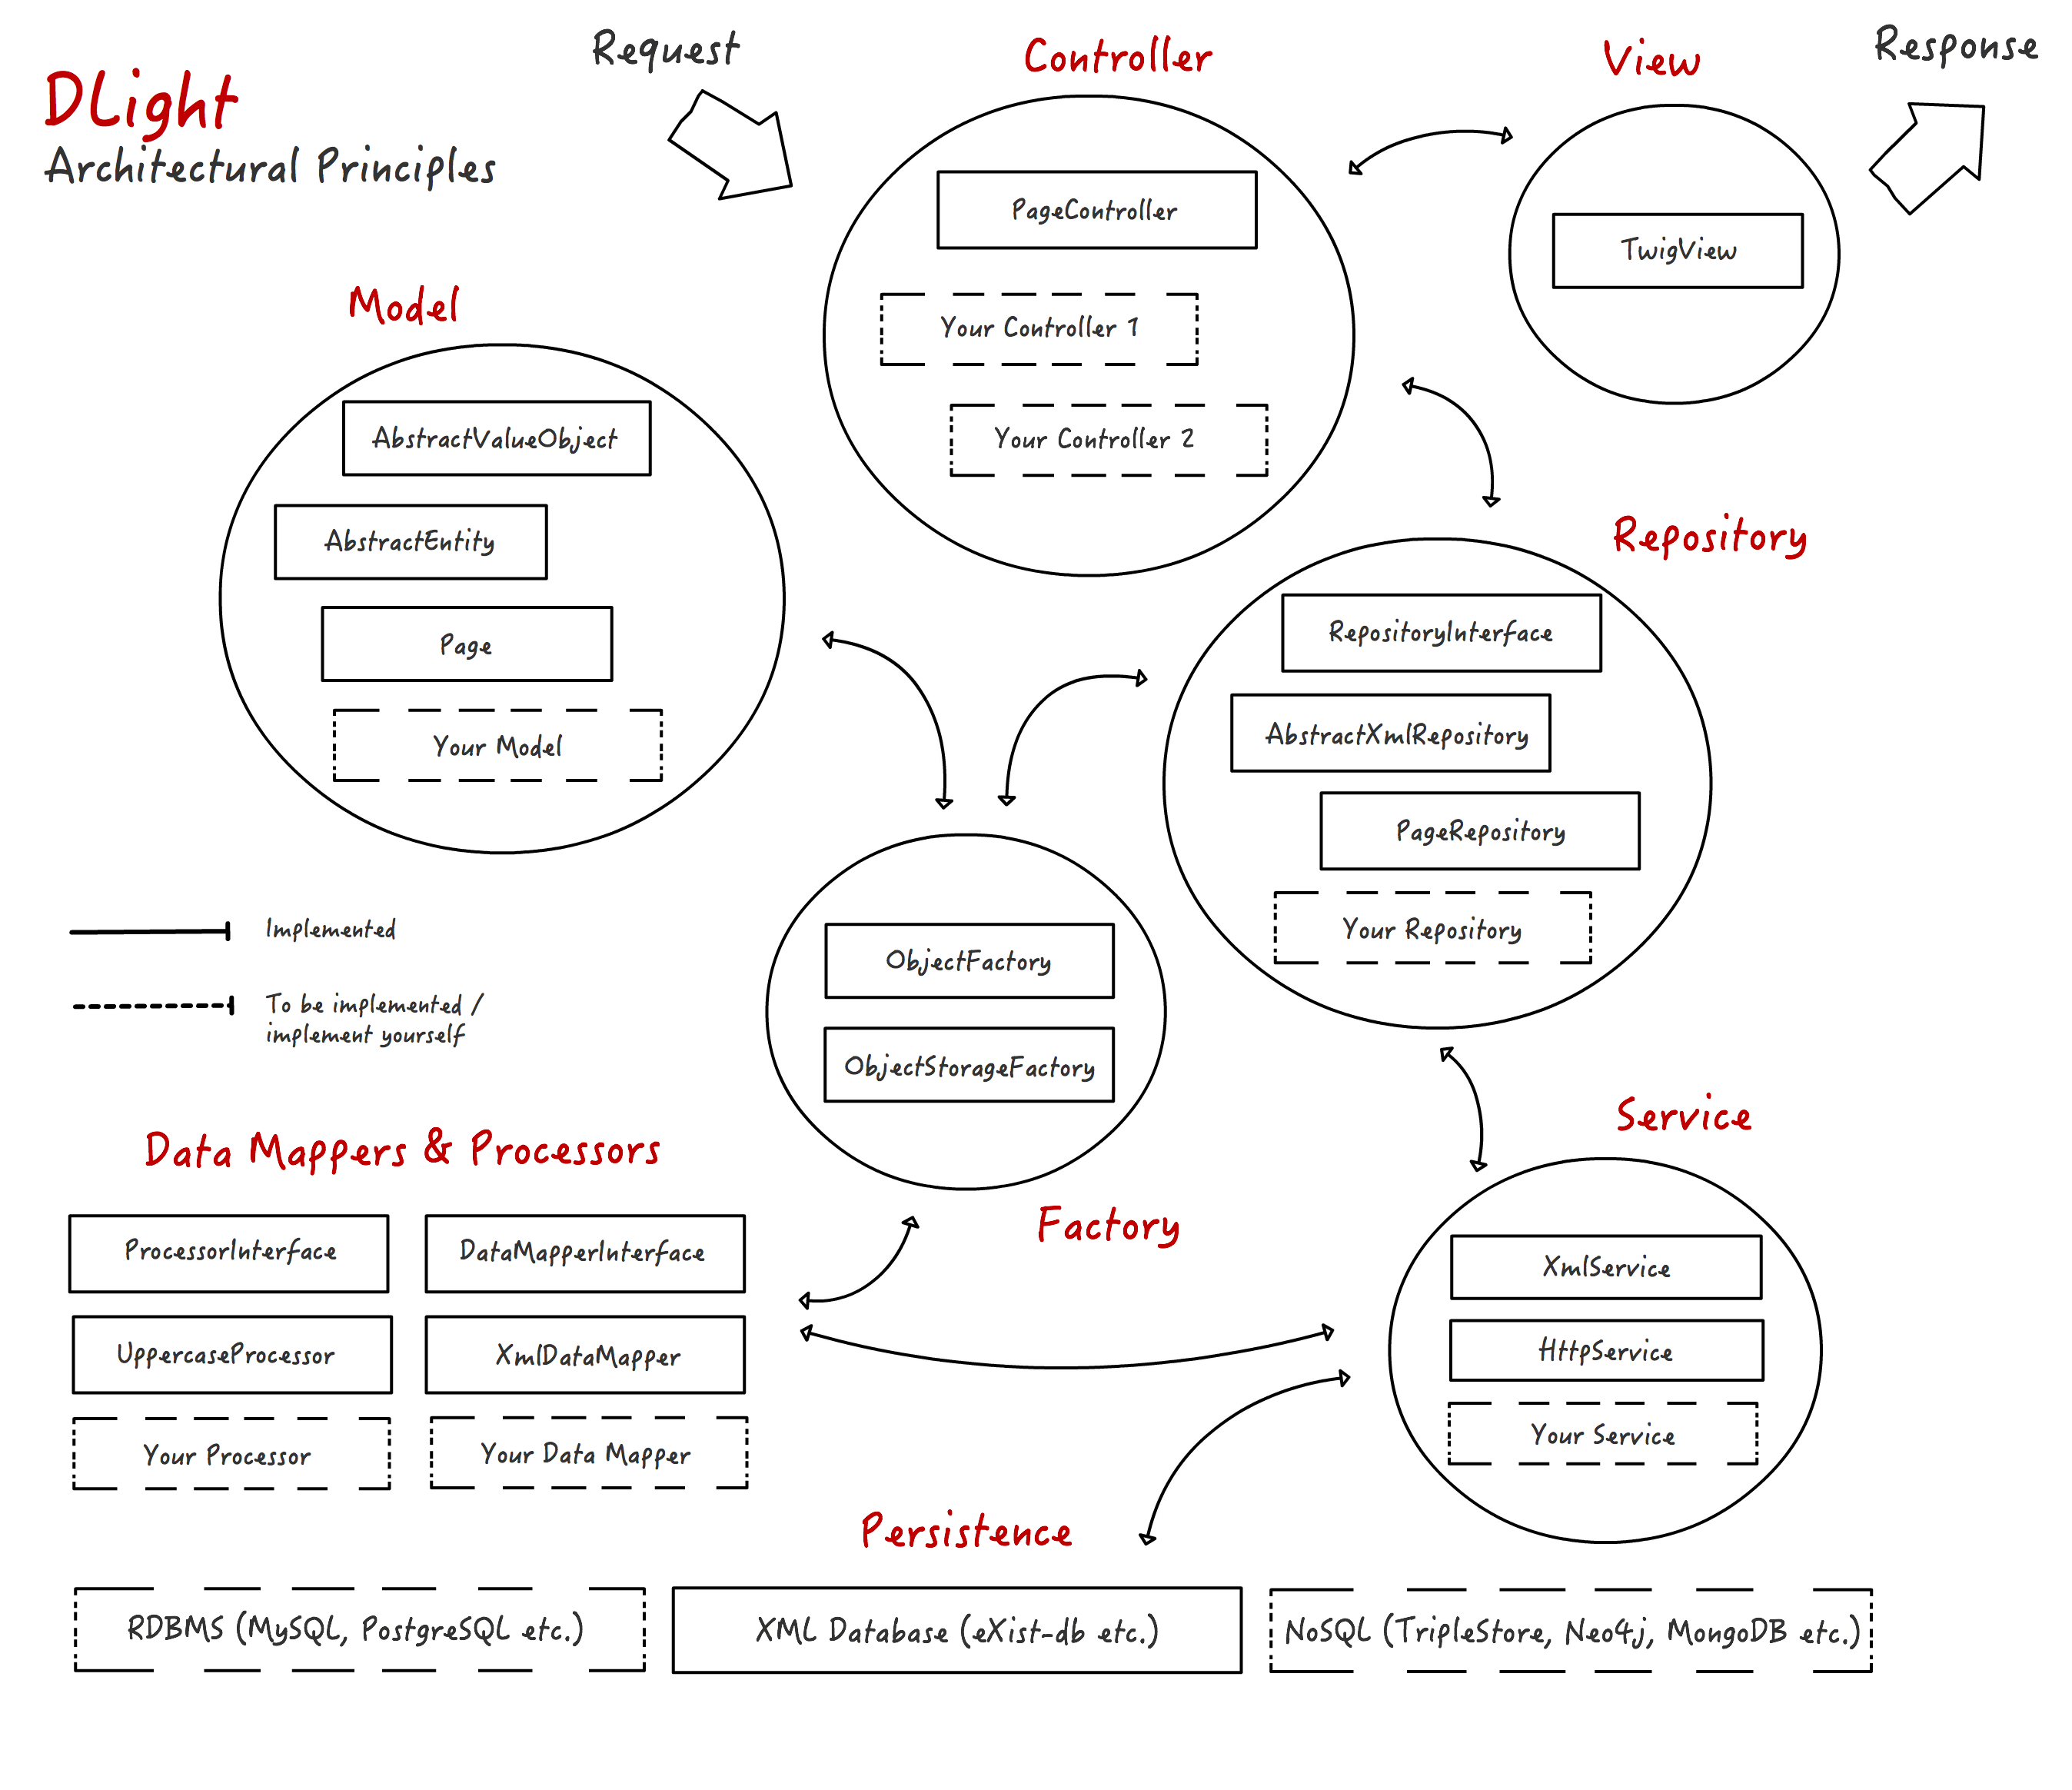 DLight
Architectural Principles
Request
Controller
View
Response
PageController
Your Controller 1
Your Controller 2
TwigView
Model
AbstractValueObject
AbstractEntity
Page
Your Model
Repository
RepositoryInterface
AbstractXmlRepository
PageRepository
Your Repository
Implemented
To be implemented /
implement yourself
ObjectFactory
ObjectStorageFactory
Factory
Service
XmlService
HttpService
Your Service
Data Mappers & Processors
ProcessorInterface
DataMapperInterface
UppercaseProcessor
XmlDataMapper
Your Processor
Your Data Mapper
Persistence
RDBMS (MySQL, PostgreSQL etc.)
XML Database (eXist-db etc.)
NoSQL (TripleStore, Neo4j, MongoDB etc.)